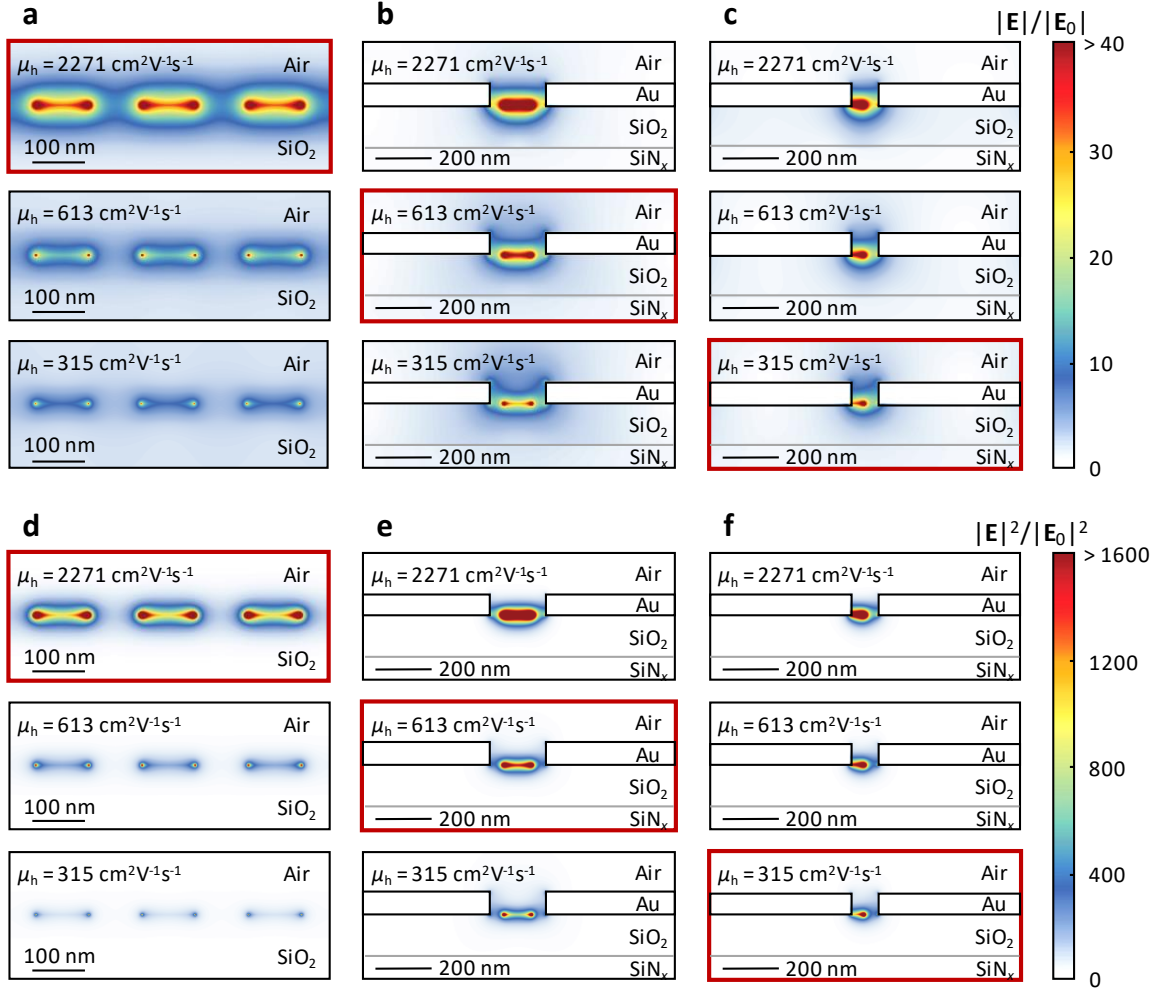 a
b
c
|E|/|E₀|
μₕ = 2271 cm²V⁻¹s⁻¹ Air
100 nm SiO₂
μₕ = 2271 cm²V⁻¹s⁻¹ Air
Au
SiO₂
200 nm SiNₓ
μₕ = 2271 cm²V⁻¹s⁻¹ Air
Au
SiO₂
200 nm SiNₓ
> 40
30
20
10
0
μₕ = 613 cm²V⁻¹s⁻¹ Air
100 nm SiO₂
μₕ = 613 cm²V⁻¹s⁻¹ Air
Au
SiO₂
200 nm SiNₓ
μₕ = 613 cm²V⁻¹s⁻¹ Air
Au
SiO₂
200 nm SiNₓ
μₕ = 315 cm²V⁻¹s⁻¹ Air
100 nm SiO₂
μₕ = 315 cm²V⁻¹s⁻¹ Air
Au
SiO₂
200 nm SiNₓ
μₕ = 315 cm²V⁻¹s⁻¹ Air
Au
SiO₂
200 nm SiNₓ
d
e
f
|E|²/|E₀|²
μₕ = 2271 cm²V⁻¹s⁻¹ Air
100 nm SiO₂
μₕ = 2271 cm²V⁻¹s⁻¹ Air
Au
SiO₂
200 nm SiNₓ
μₕ = 2271 cm²V⁻¹s⁻¹ Air
Au
SiO₂
200 nm SiNₓ
> 1600
1200
800
400
0
μₕ = 613 cm²V⁻¹s⁻¹ Air
100 nm SiO₂
μₕ = 613 cm²V⁻¹s⁻¹ Air
Au
SiO₂
200 nm SiNₓ
μₕ = 613 cm²V⁻¹s⁻¹ Air
Au
SiO₂
200 nm SiNₓ
μₕ = 315 cm²V⁻¹s⁻¹ Air
100 nm SiO₂
μₕ = 315 cm²V⁻¹s⁻¹ Air
Au
SiO₂
200 nm SiNₓ
μₕ = 315 cm²V⁻¹s⁻¹ Air
Au
SiO₂
200 nm SiNₓ